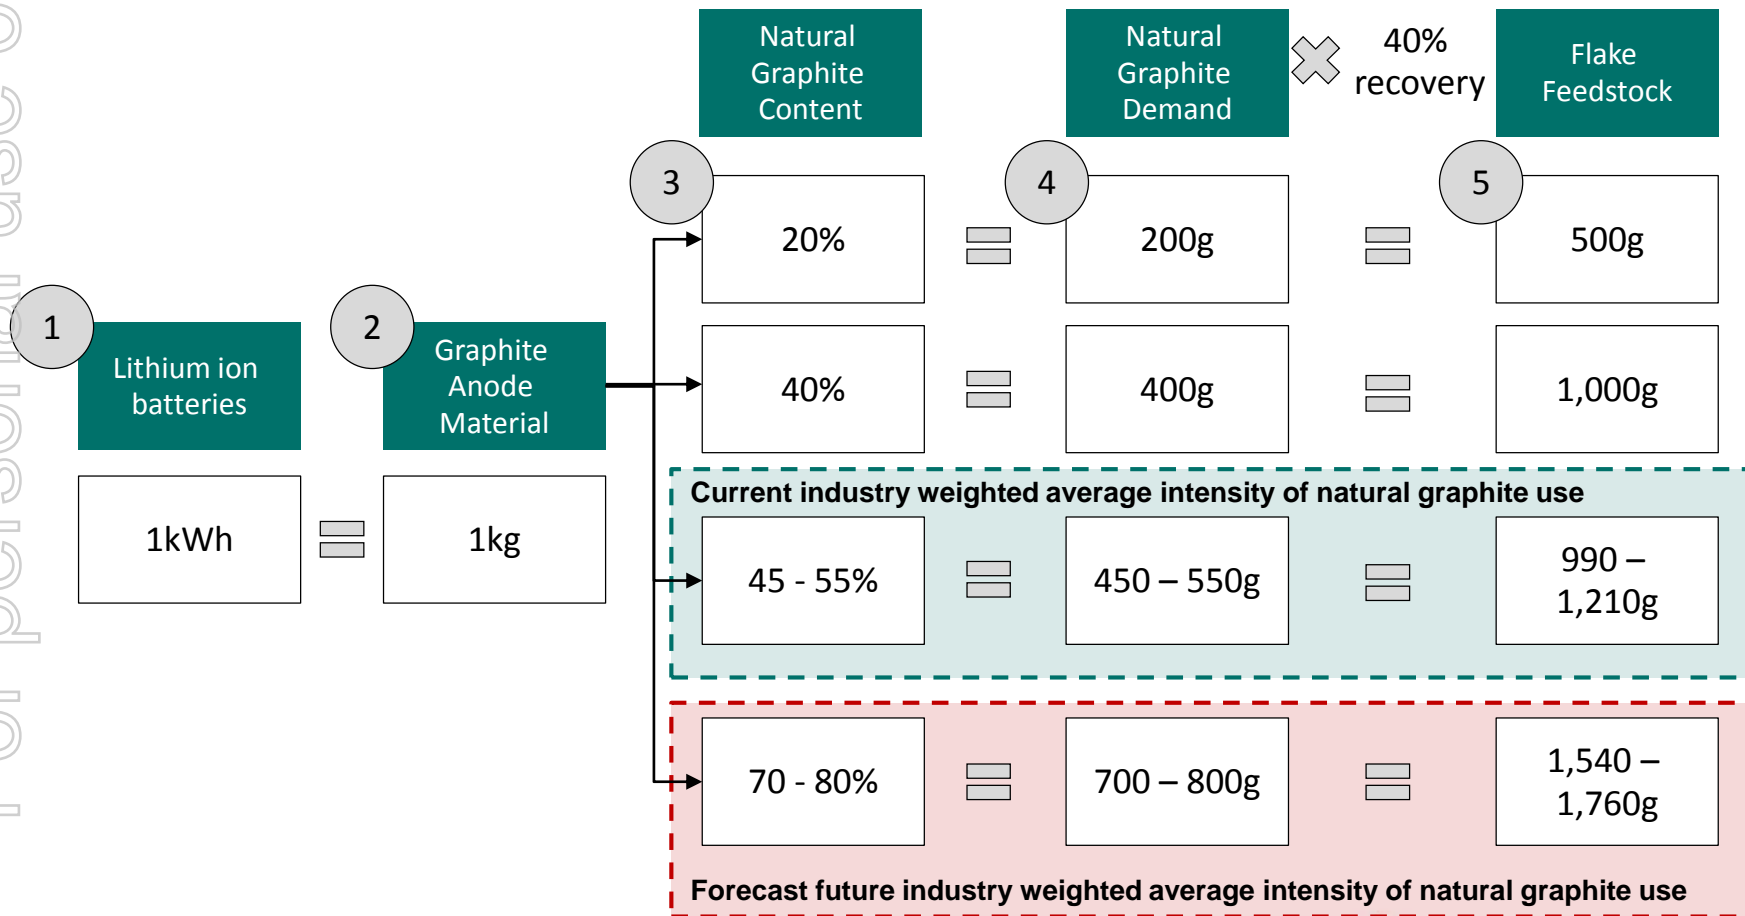 For personal use o
Natural
Graphite
Content
Natural
Graphite
Demand
40%
recovery
Flake
Feedstock
3
4
5
20%
200g
500g
1
2
Lithium ion
batteries
Graphite
Anode
Material
40%
400g
1,000g
Current industry weighted average intensity of natural graphite use
1kWh
1kg
45 - 55%
450 – 550g
990 –
1,210g
70 - 80%
700 – 800g
1,540 –
1,760g
Forecast future industry weighted average intensity of natural graphite use